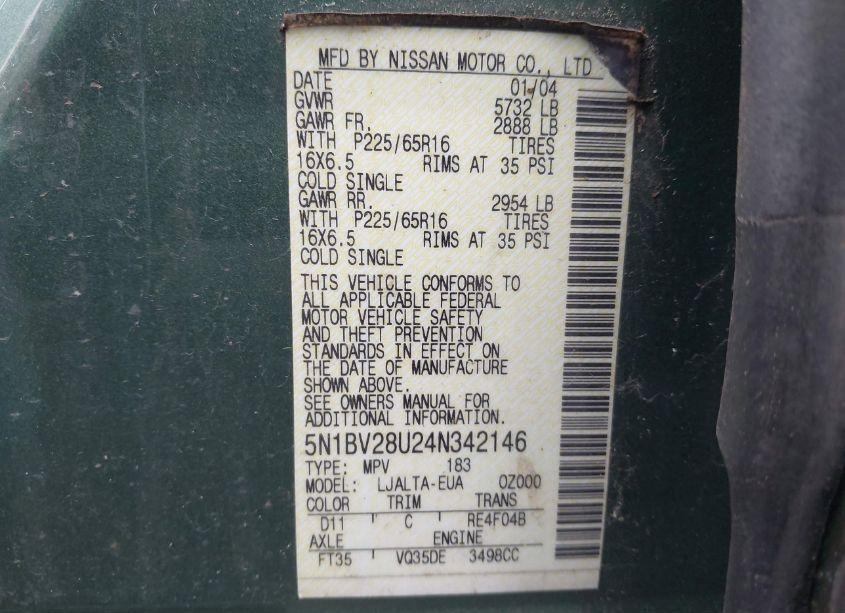 MFD BY NISSAN MOTOR CO., LTD
DATE 01/04
GVWR 5732 LB
GAWR FR. 2888 LB
WITH P225/65R16 TIRES
16X6.5 RIMS AT 35 PSI
COLD SINGLE
GAWR RR. 2954 LB
WITH P225/65R16 TIRES
16X6.5 RIMS AT 35 PSI
COLD SINGLE
THIS VEHICLE CONFORMS TO
ALL APPLICABLE FEDERAL
MOTOR VEHICLE SAFETY
AND THEFT PREVENTION
STANDARDS IN EFFECT ON
THE DATE OF MANUFACTURE
SHOWN ABOVE.
SEE OWNERS MANUAL FOR
ADDITIONAL INFORMATION.
5N1BV28U24N342146
TYPE: MPV 183
MODEL: LJALTA-EUA 0Z000
COLOR TRIM TRANS
D11 C RE4F04B
AXLE ENGINE
FT35 VQ35DE 3498CC